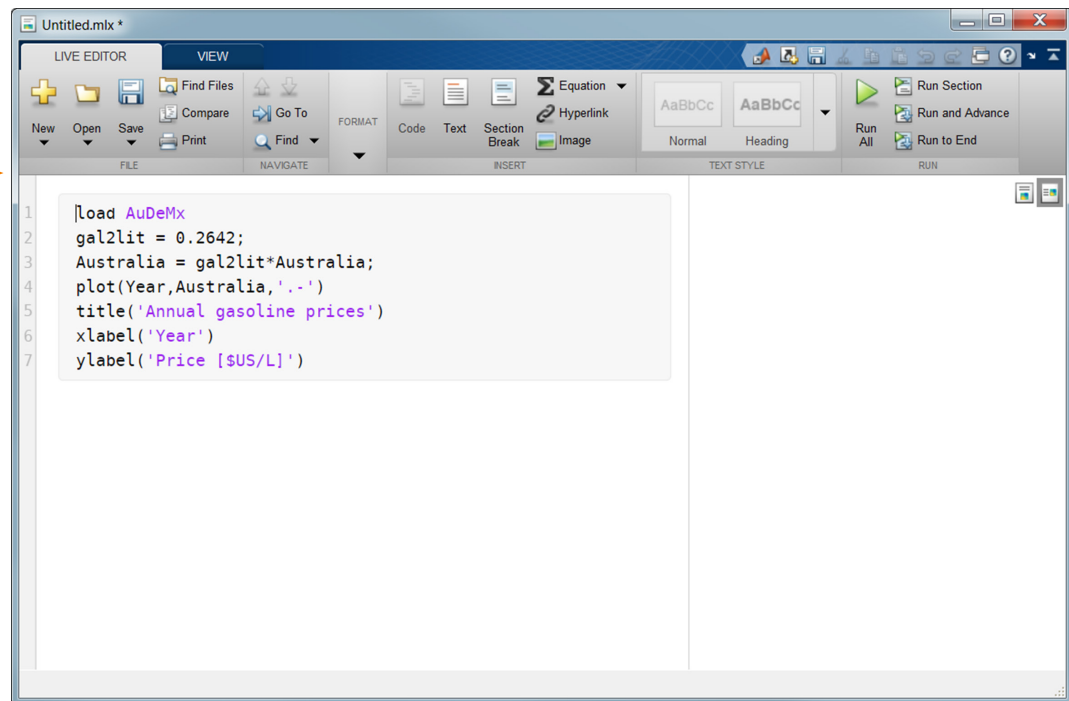 Untitled.mlx *
LIVE EDITOR VIEW
Find Files
Compare
Print
New
Open
Save
FILE
Go To
Find
NAVIGATE
FORMAT
Code
Text
Section
Break
Equation
Hyperlink
Image
INSERT
AaBbCc
Normal
AaBbCc
Heading
TEXT STYLE
Run
All
Run Section
Run and Advance
Run to End
RUN
1 load AuDeMx
2 gal2lit = 0.2642;
3 Australia = gal2lit*Australia;
4 plot(Year,Australia,'.-')
5 title('Annual gasoline prices')
6 xlabel('Year')
7 ylabel('Price [$US/L]')